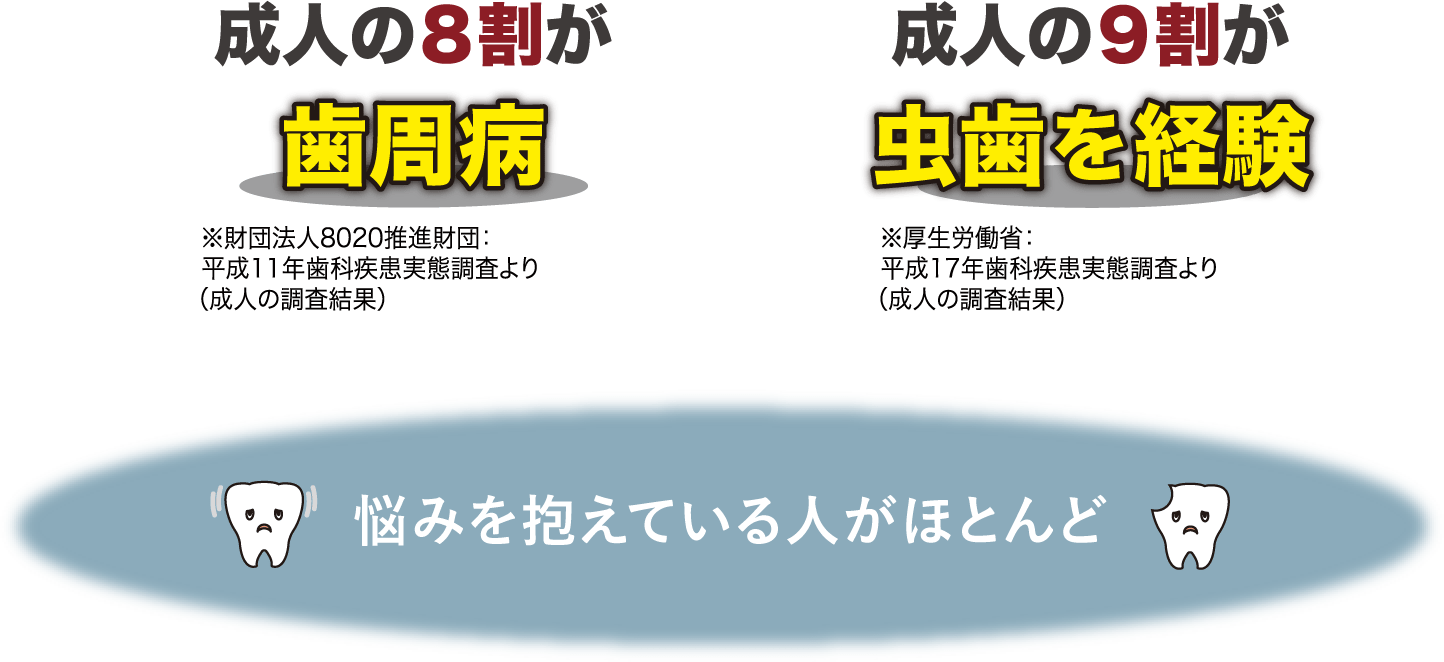 成人の8割が
歯周病
※財団法人8020推進財団：
平成11年歯科疾患実態調査より
（成人の調査結果）
成人の9割が
虫歯を経験
※厚生労働省：
平成17年歯科疾患実態調査より
（成人の調査結果）
悩みを抱えている人がほとんど